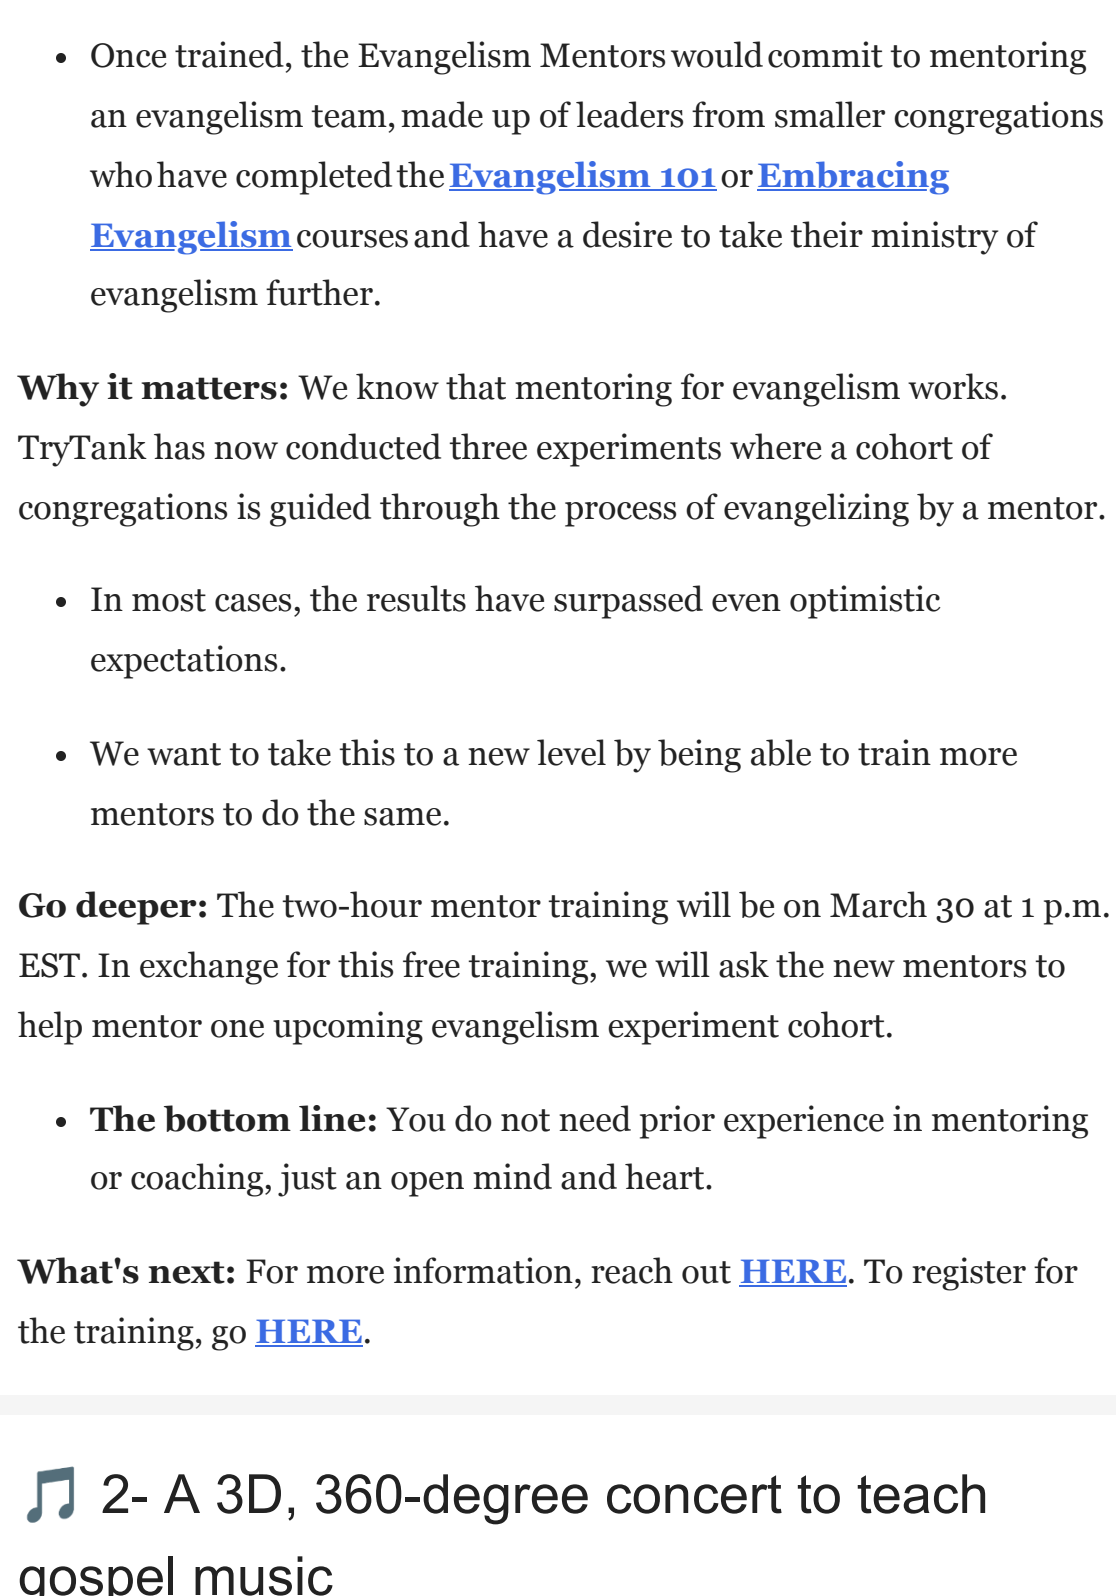 • Once trained, the Evangelism Mentors would commit to mentoring
an evangelism team, made up of leaders from smaller congregations
who have completed the Evangelism 101 or Embracing
Evangelism courses and have a desire to take their ministry of
evangelism further.
Why it matters: We know that mentoring for evangelism works.
TryTank has now conducted three experiments where a cohort of
congregations is guided through the process of evangelizing by a mentor.
• In most cases, the results have surpassed even optimistic
expectations.
• We want to take this to a new level by being able to train more
mentors to do the same.
Go deeper: The two-hour mentor training will be on March 30 at 1 p.m.
EST. In exchange for this free training, we will ask the new mentors to
help mentor one upcoming evangelism experiment cohort.
• The bottom line: You do not need prior experience in mentoring
or coaching, just an open mind and heart.
What's next: For more information, reach out HERE. To register for
the training, go HERE.
🎵 2- A 3D, 360-degree concert to teach
gospel music